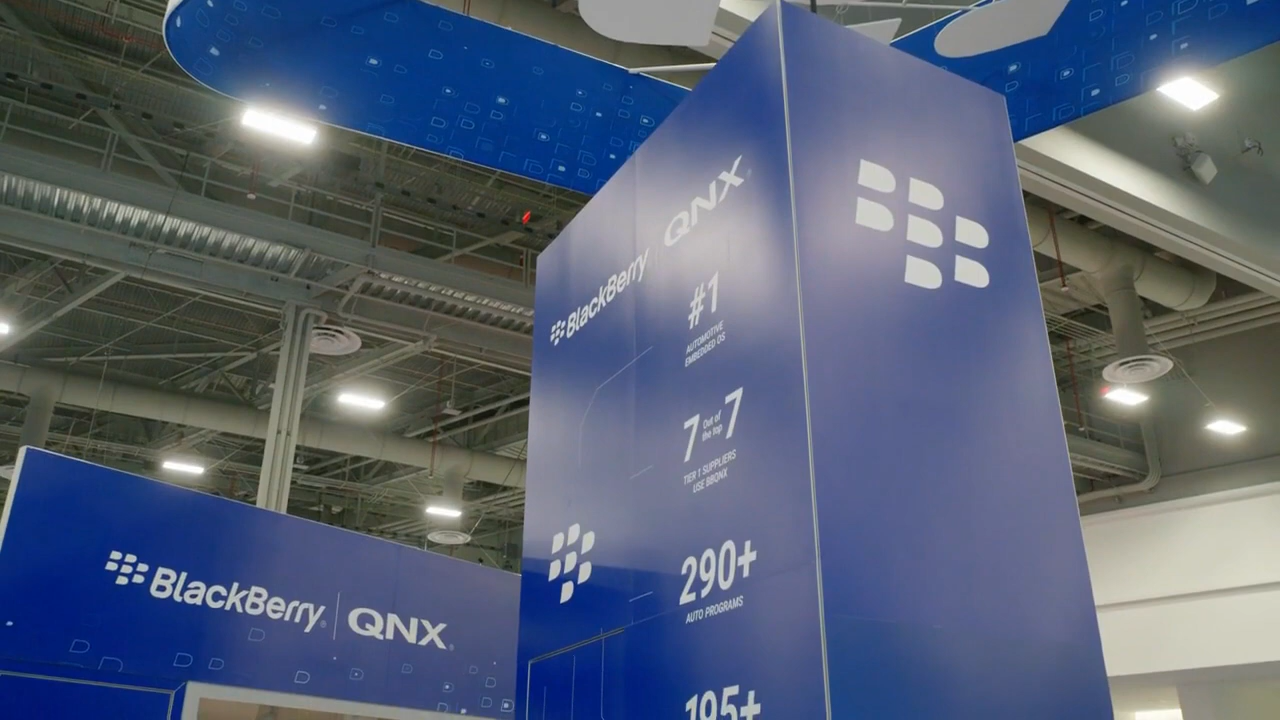 BlackBerry QNX
#1
AUTOMOTIVE
EMBEDDED OS
7 Out of the top 7
TIER 1 SUPPLIERS
USE BBQNX
290+
AUTO PROGRAMS
195+
BlackBerry | QNX